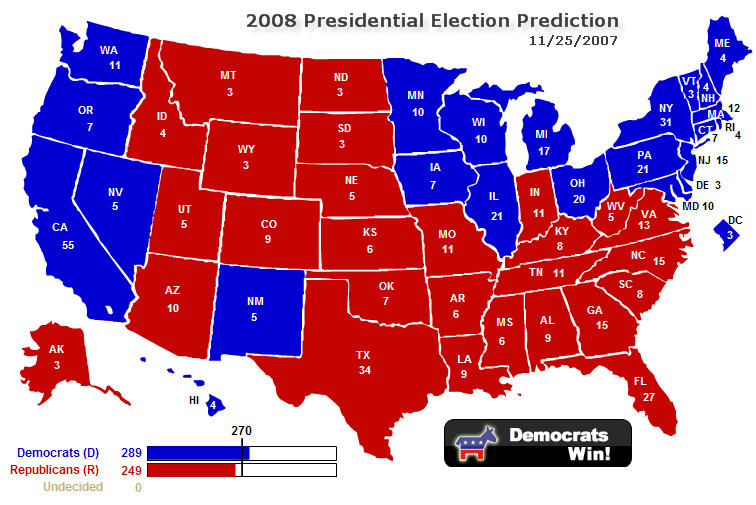 2008 Presidential Election Prediction
11/25/2007
WA
11
OR
7
CA
55
NV
5
ID
4
MT
3
WY
3
UT
5
CO
9
AZ
10
NM
5
ND
3
SD
3
NE
5
KS
6
OK
7
TX
34
MN
10
IA
7
MO
11
AR
6
LA
9
WI
10
IL
21
MI
17
IN
11
OH
20
KY
8
TN 11
MS
6
AL
9
GA
15
FL
27
SC
8
NC 15
VA
13
WV
5
PA
21
NY
31
VT
3
4
NH
ME
4
12
MA
RI
4
CT
7
NJ 15
DE 3
MD 10
DC
3
AK
3
HI
4
270
Democrats (D) 289
Republicans (R) 249
Undecided 0
Democrats
Win!